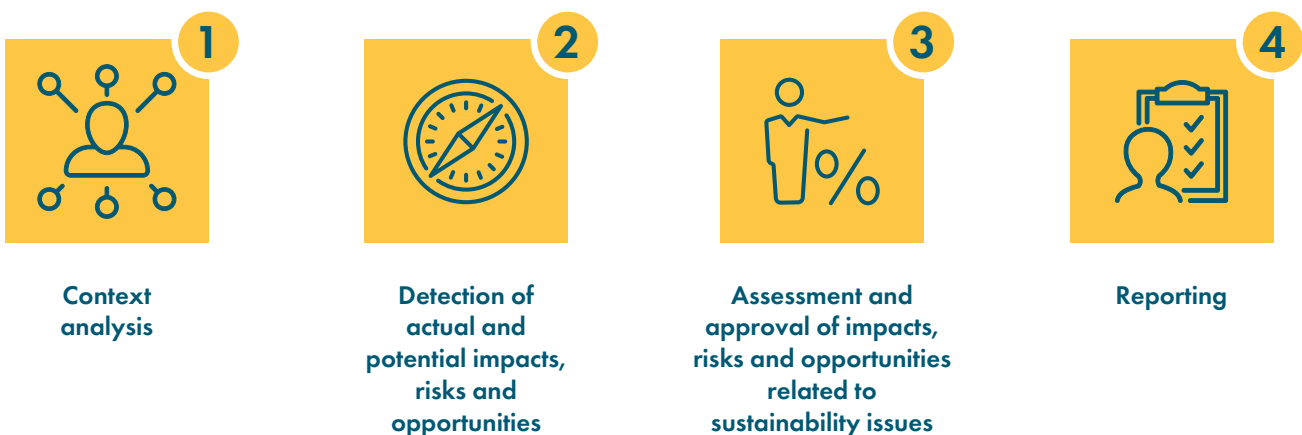 1
Context
analysis
2
Detection of
actual and
potential impacts,
risks and
opportunities
3
%
Assessment and
approval of impacts,
risks and opportunities
related to
sustainability issues
4
Reporting